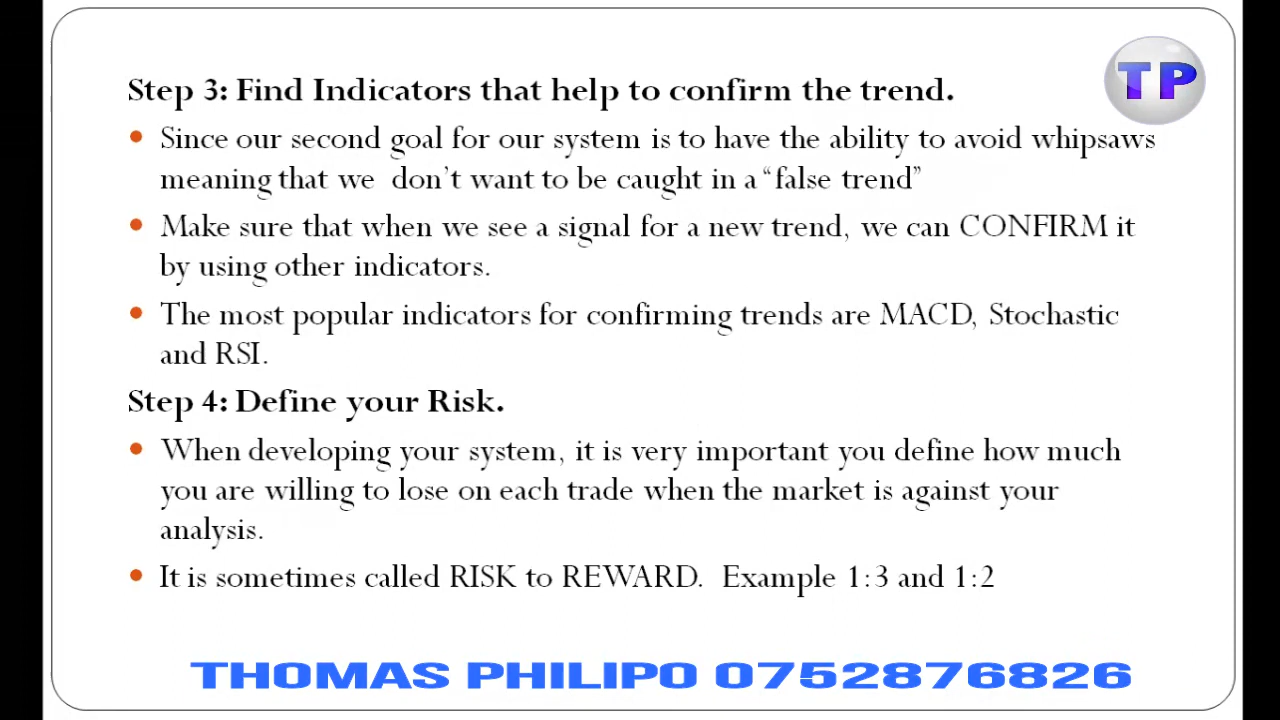 TP
Step 3: Find Indicators that help to confirm the trend.
• Since our second goal for our system is to have the ability to avoid whipsaws
meaning that we don't want to be caught in a "false trend"
• Make sure that when we see a signal for a new trend, we can CONFIRM it
by using other indicators.
• The most popular indicators for confirming trends are MACD, Stochastic
and RSI.
Step 4: Define your Risk.
• When developing your system, it is very important you define how much
you are willing to lose on each trade when the market is against your
analysis.
• It is sometimes called RISK to REWARD. Example 1:3 and 1:2
THOMAS PHILIPO 0752876826